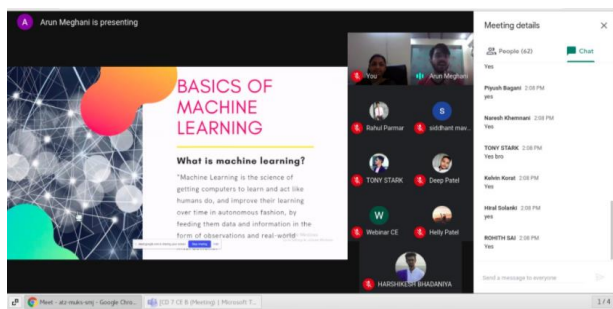 A Arun Meghani is presenting
BASICS OF
MACHINE
LEARNING
What is machine learning?
"Machine Learning is the science of
getting computers to learn and act like
humans do, and improve their learning
over time in autonomous fashion, by
feeding them data and information in the
form of observations and real-world
You
Arun Meghani
Rahul Parmar
S
siddhant mav...
TONY STARK
Deep Patel
W
Webinar CE
Helly Patel
HARSHIKESH BHADANIYA
Meeting details
People (62)
Chat
Yes
Piyush Bagani 2:08 PM
yes
Naresh Khemnani 2:08 PM
Yes
TONY STARK 2:08 PM
Yes bro
Kelvin Korat 2:08 PM
Yes
Hiral Solanki 2:08 PM
yes
ROHITH SAI 2:08 PM
Yes
Send a message to everyone
Meet - atz-muks-smj - Google Chro...
1/4